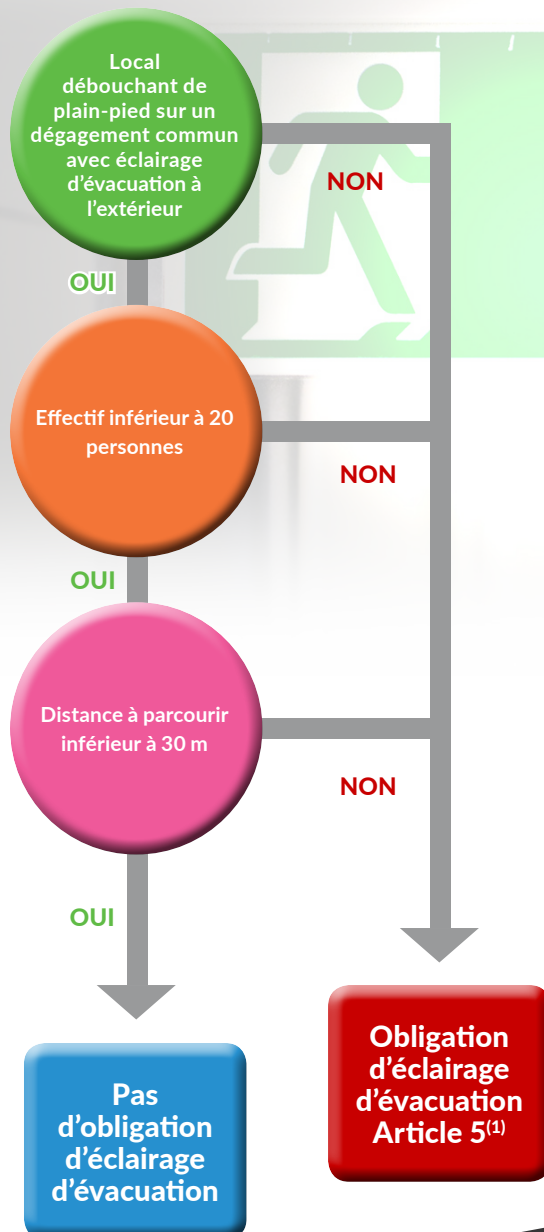 Local
débouchant de
plain-pied sur un
dégagement commun
avec éclairage
d’évacuation à
l’extérieur
NON
OUI
Effectif inférieur à 20
personnes
NON
OUI
Distance à parcourir
inférieur à 30 m
NON
OUI
Obligation
d’éclairage
d’évacuation
Article 5(1)
Pas
d’obligation
d’éclairage
d’évacuation